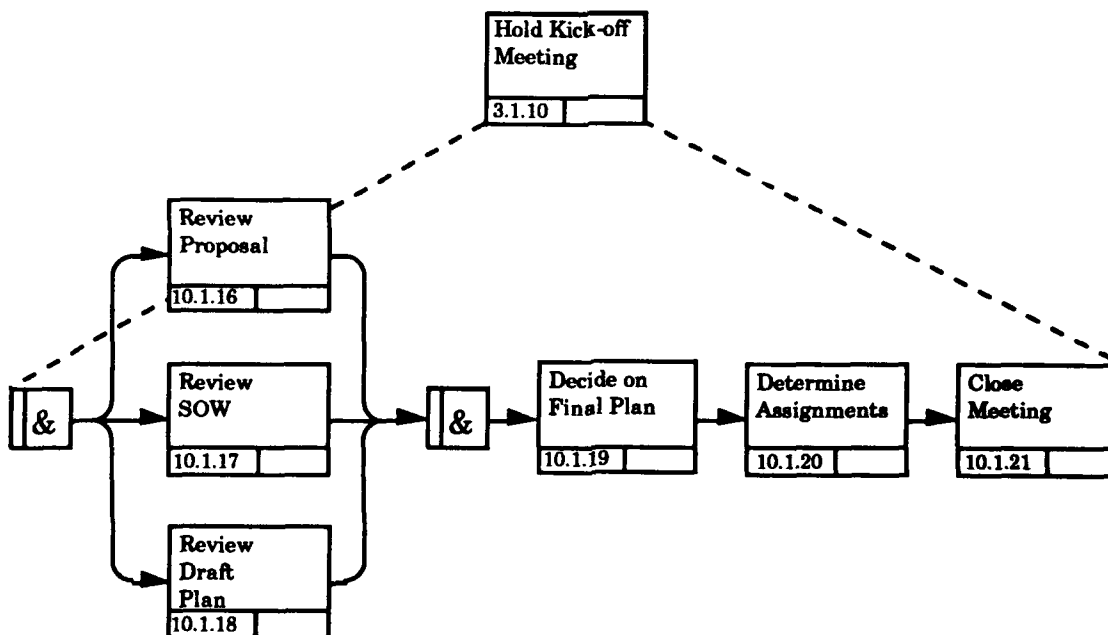 Hold Kick-off
Meeting
3.1.10
Review
Proposal
10.1.16
&
Review
SOW
10.1.17
&
Decide on
Final Plan
10.1.19
Determine
Assignments
10.1.20
Close
Meeting
10.1.21
Review
Draft
Plan
10.1.18